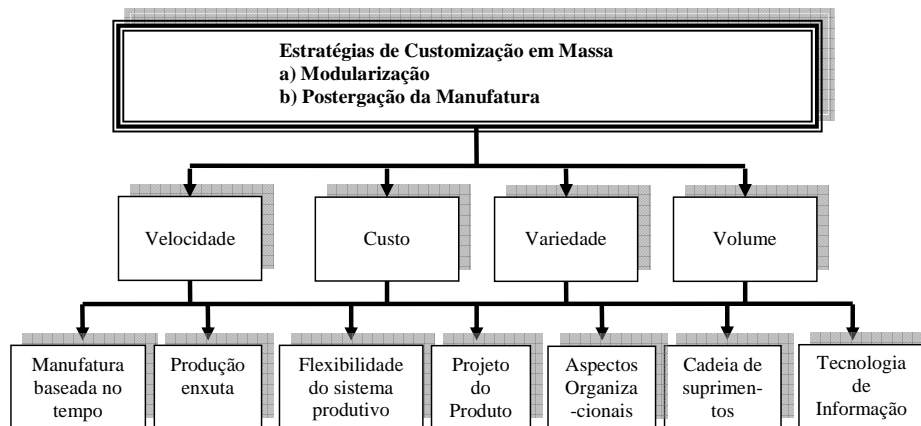 Estratégias de Customização em Massa
a) Modularização
b) Postergação da Manufatura
Velocidade
Custo
Variedade
Volume
Manufatura
baseada no
tempo
Produção
enxuta
Flexibilidade
do sistema
produtivo
Projeto
do
Produto
Aspectos
Organiza
-cionais
Cadeia de
suprimen-
tos
Tecnologia
de
Informação